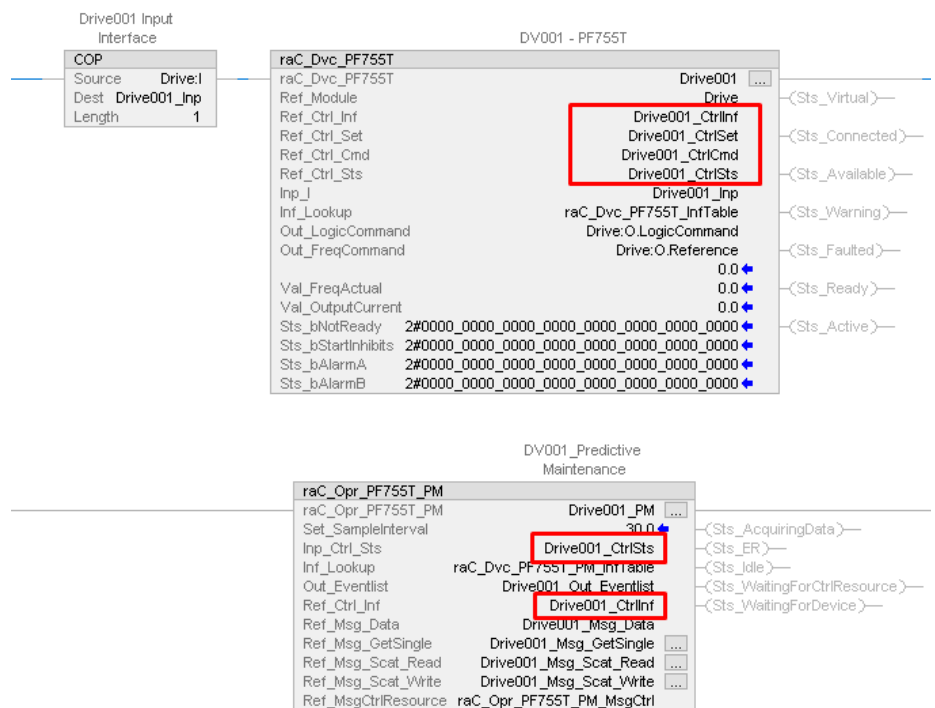 Drive001 Input
Interface
COP
Source Drive:I
Dest Drive001_Inp
Length 1
DV001 - PF755T
raC_Dvc_PF755T
raC_Dvc_PF755T Drive001 ...
Ref_Module Drive
Ref_Ctrl_Inf Drive001_CtrlInf
Ref_Ctrl_Set Drive001_CtrlSet
Ref_Ctrl_Cmd Drive001_CtrlCmd
Ref_Ctrl_Sts Drive001_CtrlSts
Inp_I Drive001_Inp
Inf_Lookup raC_Dvc_PF755T_InfTable
Out_LogicCommand Drive:O.LogicCommand
Out_FreqCommand Drive:O.Reference
0.0
Val_FreqActual 0.0
Val_OutputCurrent 0.0
Sts_bNotReady 2#0000_0000_0000_0000_0000_0000_0000_0000
Sts_bStartInhibits 2#0000_0000_0000_0000_0000_0000_0000_0000
Sts_bAlarmA 2#0000_0000_0000_0000_0000_0000_0000_0000
Sts_bAlarmB 2#0000_0000_0000_0000_0000_0000_0000_0000
(Sts_Virtual)
(Sts_Connected)
(Sts_Available)
(Sts_Warning)
(Sts_Faulted)
(Sts_Ready)
(Sts_Active)
DV001_Predictive
Maintenance
raC_Opr_PF755T_PM
raC_Opr_PF755T_PM Drive001_PM ...
Set_SampleInterval 30.0
Inp_Ctrl_Sts Drive001_CtrlSts
Inf_Lookup raC_Dvc_PF755T_PM_InfTable
Out_Eventlist Drive001_Out_Eventlist
Ref_Ctrl_Inf Drive001_CtrlInf
Ref_Msg_Data Drive001_Msg_Data
Ref_Msg_GetSingle Drive001_Msg_GetSingle ...
Ref_Msg_Scat_Read Drive001_Msg_Scat_Read ...
Ref_Msg_Scat_Write Drive001_Msg_Scat_Write ...
Ref_MsgCtrlResource raC_Opr_PF755T_PM_MsgCtrl
(Sts_AcquiringData)
(Sts_ER)
(Sts_Idle)
(Sts_WaitingForCtrlResource)
(Sts_WaitingForDevice)